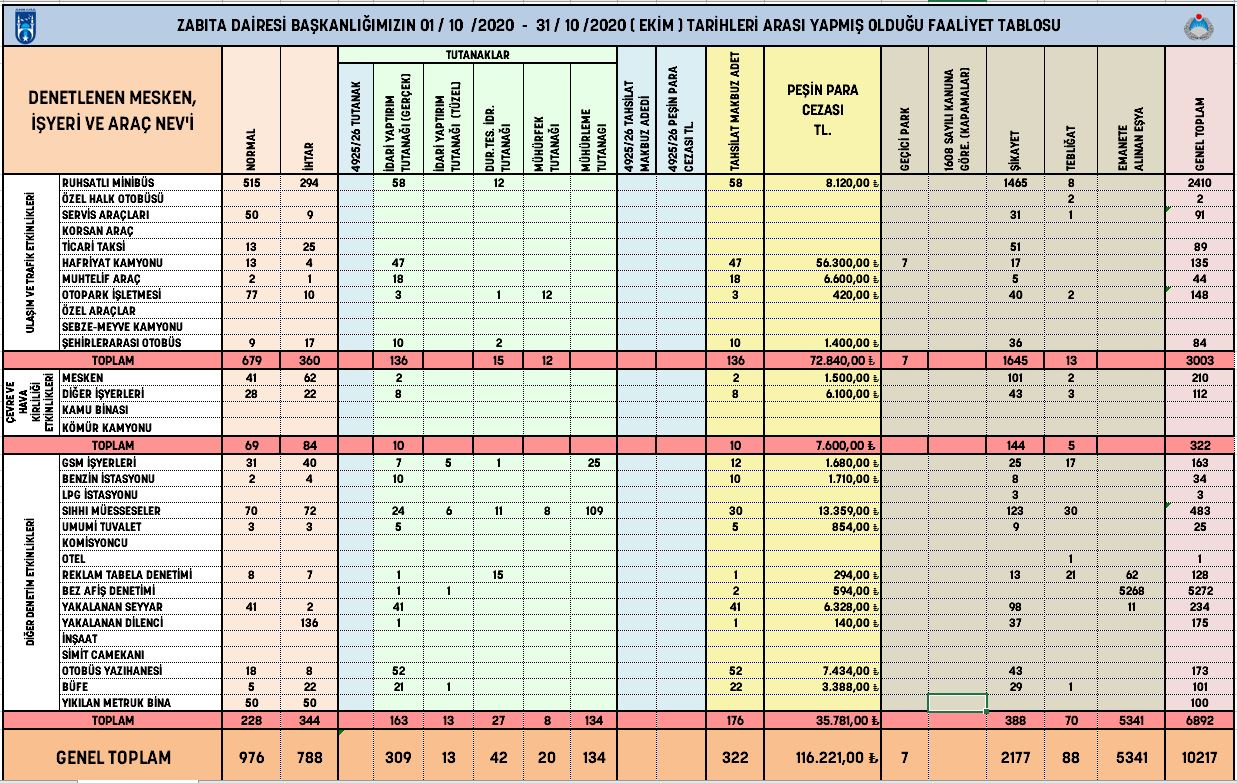 ZABITA DAİRESİ BAŞKANLIĞIMIZIN 01 / 10 /2020 - 31 / 10 /2020 ( EKİM ) TARİHLERİ ARASI YAPMIŞ OLDUĞU FAALİYET TABLOSU
DENETLENEN MESKEN,
İŞYERİ VE ARAÇ NEV'İ
NORMAL
İHTAR
TUTANAKLAR
4925/26 TUTANAK
İDARİ YAPTIRIM
TUTANAĞI (GERÇEK)
İDARİ YAPTIRIM
TUTANAĞI (TÜZEL)
DUR.TES. İDR.
TUTANAĞI
MÜHÜRFEK
TUTANAĞI
MÜHÜRLEME
TUTANAGI
4925/26 TAHSİLAT
MAKBUZ ADEDİ
4925/26 PEŞİN PARA
CEZASI TL.
TAHSİLAT MAKBUZ ADET
PEŞİN PARA
CEZASI
TL.
GEÇİCİ PARK
1608 SAYILI KANUNA
GÖRE. (KAPAMALAR)
ŞİKAYET
TEBLİĞAT
EMANETE
ALINAN EŞYA
GENEL TOPLAM
ULAŞIM VE TRAFİK ETKİNLİKLERİ
RUHSATLI MİNİBÜS 515 294 58 12 58 8.120,00 ₺ 1465 8 2410
ÖZEL HALK OTOBÜSÜ 2 2
SERVİS ARAÇLARI 50 9 31 1 91
KORSAN ARAÇ
TİCARİ TAKSİ 13 25 51 89
HAFRİYAT KAMYONU 13 4 47 47 56.300,00 ₺ 7 17 135
MUHTELİF ARAÇ 2 1 18 18 6.600,00 ₺ 5 44
OTOPARK İŞLETMESİ 77 10 3 1 12 3 420,00 ₺ 40 2 148
ÖZEL ARAÇLAR
SEBZE-MEYVE KAMYONU
ŞEHİRLERARASI OTOBÜS 9 17 10 2 10 1.400,00 ₺ 36 84
TOPLAM 679 360 136 15 12 136 72.840,00 ₺ 7 1645 13 3003
ÇEVRE VE
HAVA
KİRLİLİĞİ
ETKİNLİKLERİ
MESKEN 41 62 2 2 1.500,00 ₺ 101 2 210
DİĞER İŞYERLERİ 28 22 8 8 6.100,00 ₺ 43 3 112
KAMU BİNASI
KÖMÜR KAMYONU
TOPLAM 69 84 10 10 7.600,00 ₺ 144 5 322
DİĞER DENETİM ETKİNLİKLERİ
GSM İŞYERLERİ 31 40 7 5 1 25 12 1.680,00 ₺ 25 17 163
BENZİN İSTASYONU 2 4 10 10 1.710,00 ₺ 8 34
LPG İSTASYONU 3 3
SIHHİ MÜESSESELER 70 72 24 6 11 8 109 30 13.359,00 ₺ 123 30 483
UMUMİ TUVALET 3 3 5 5 854,00 ₺ 9 25
KOMİSYONCU
OTEL 1 1
REKLAM TABELA DENETİMİ 8 7 1 15 1 294,00 ₺ 13 21 62 128
BEZ AFİŞ DENETİMİ 1 1 2 594,00 ₺ 5268 5272
YAKALANAN SEYYAR 41 2 41 41 6.328,00 ₺ 98 11 234
YAKALANAN DİLENCİ 136 1 1 140,00 ₺ 37 175
İNŞAAT
SİMİT CAMEKANI
OTOBÜS YAZIHANESİ 18 8 52 52 7.434,00 ₺ 43 173
BÜFE 5 22 21 1 22 3.388,00 ₺ 29 1 101
YIKILAN METRUK BİNA 50 50 100
TOPLAM 228 344 163 13 27 8 134 176 35.781,00 ₺ 388 70 5341 6892
GENEL TOPLAM 976 788 309 13 42 20 134 322 116.221,00 ₺ 7 2177 88 5341 10217